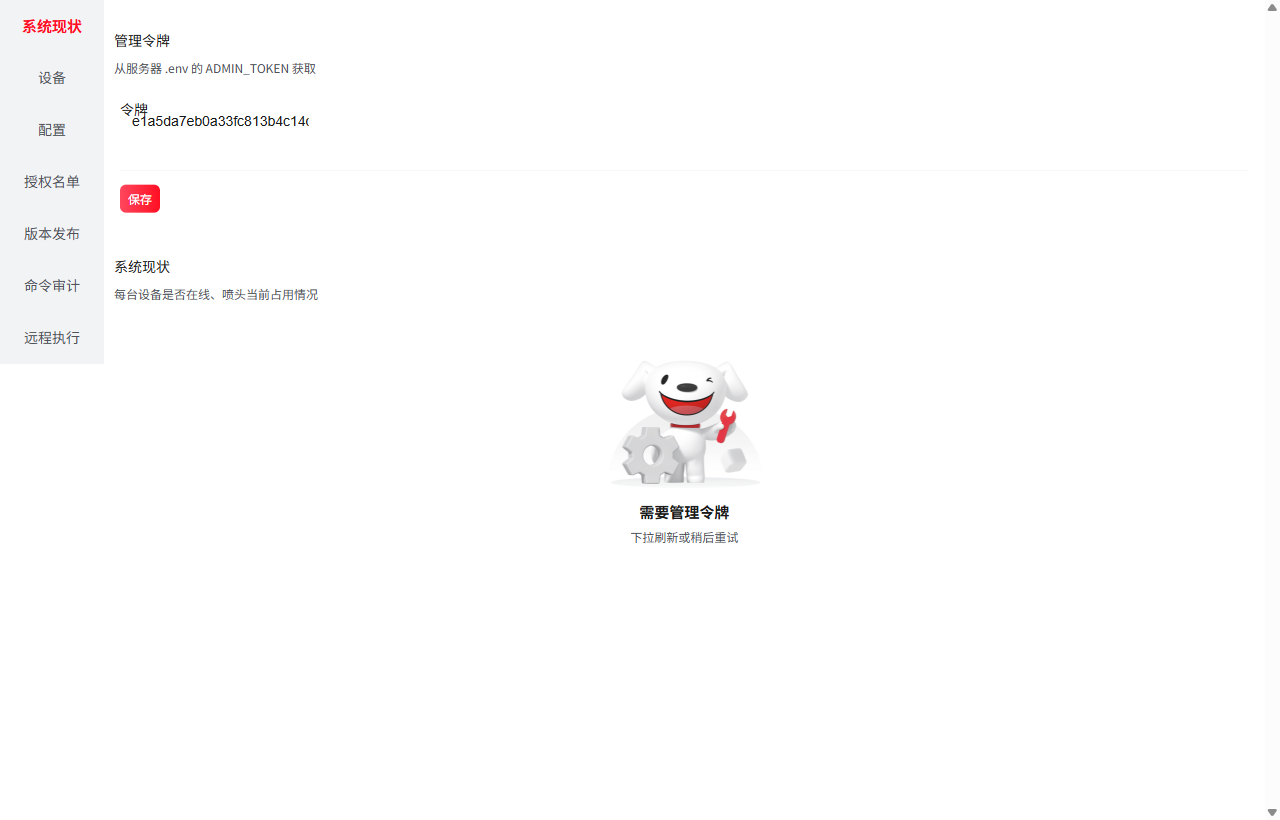 系统现状
设备
配置
授权名单
版本发布
命令审计
远程执行
管理令牌
从服务器 .env 的 ADMIN_TOKEN 获取
令牌
e1a5da7eb0a33fc813b4c14
保存
系统现状
每台设备是否在线、喷头当前占用情况
需要管理令牌
下拉刷新或稍后重试